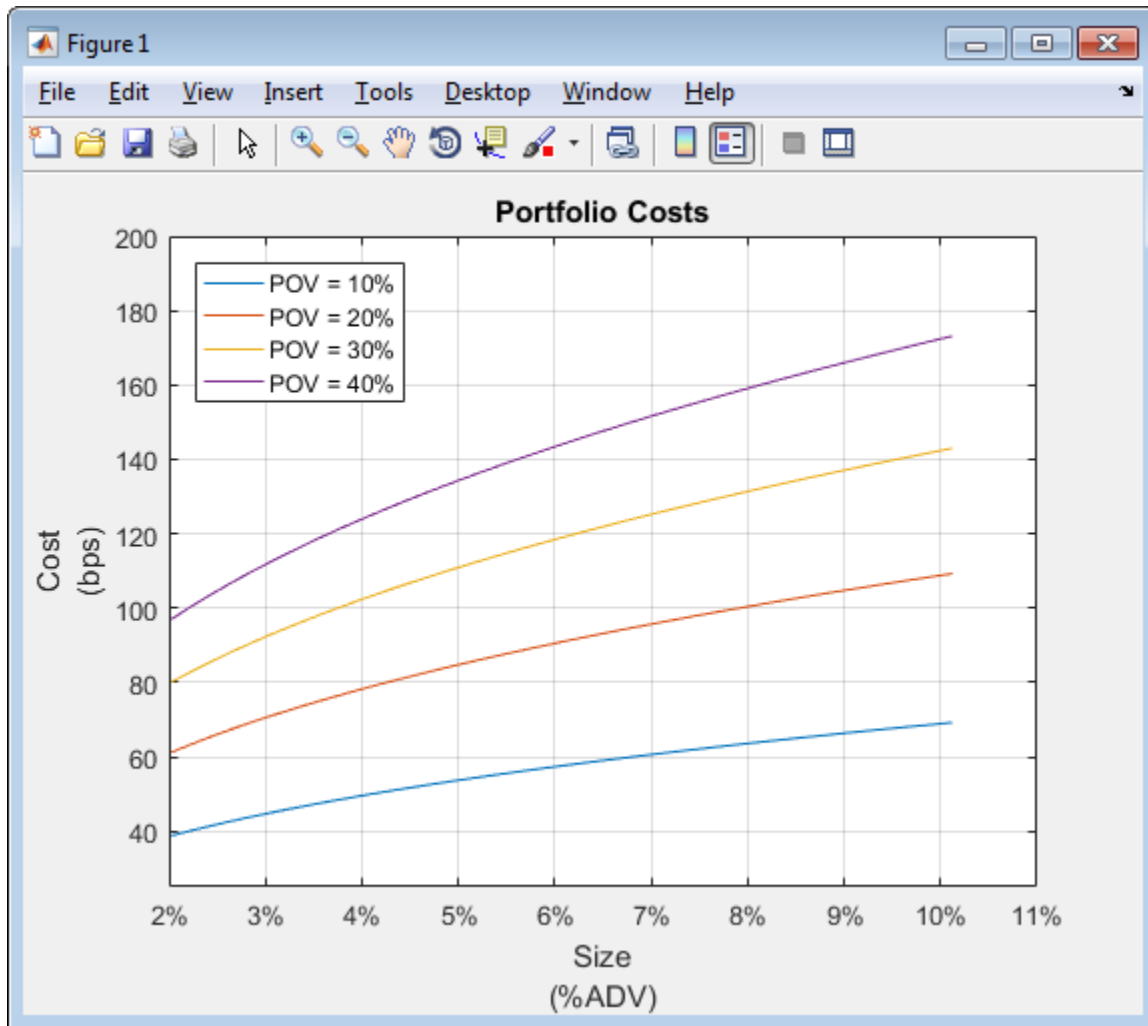 Figure 1
File Edit View Insert Tools Desktop Window Help
Portfolio Costs
200
180
160
140
120
100
80
60
40
Cost
(bps)
POV = 10%
POV = 20%
POV = 30%
POV = 40%
2% 3% 4% 5% 6% 7% 8% 9% 10% 11%
Size
(%ADV)